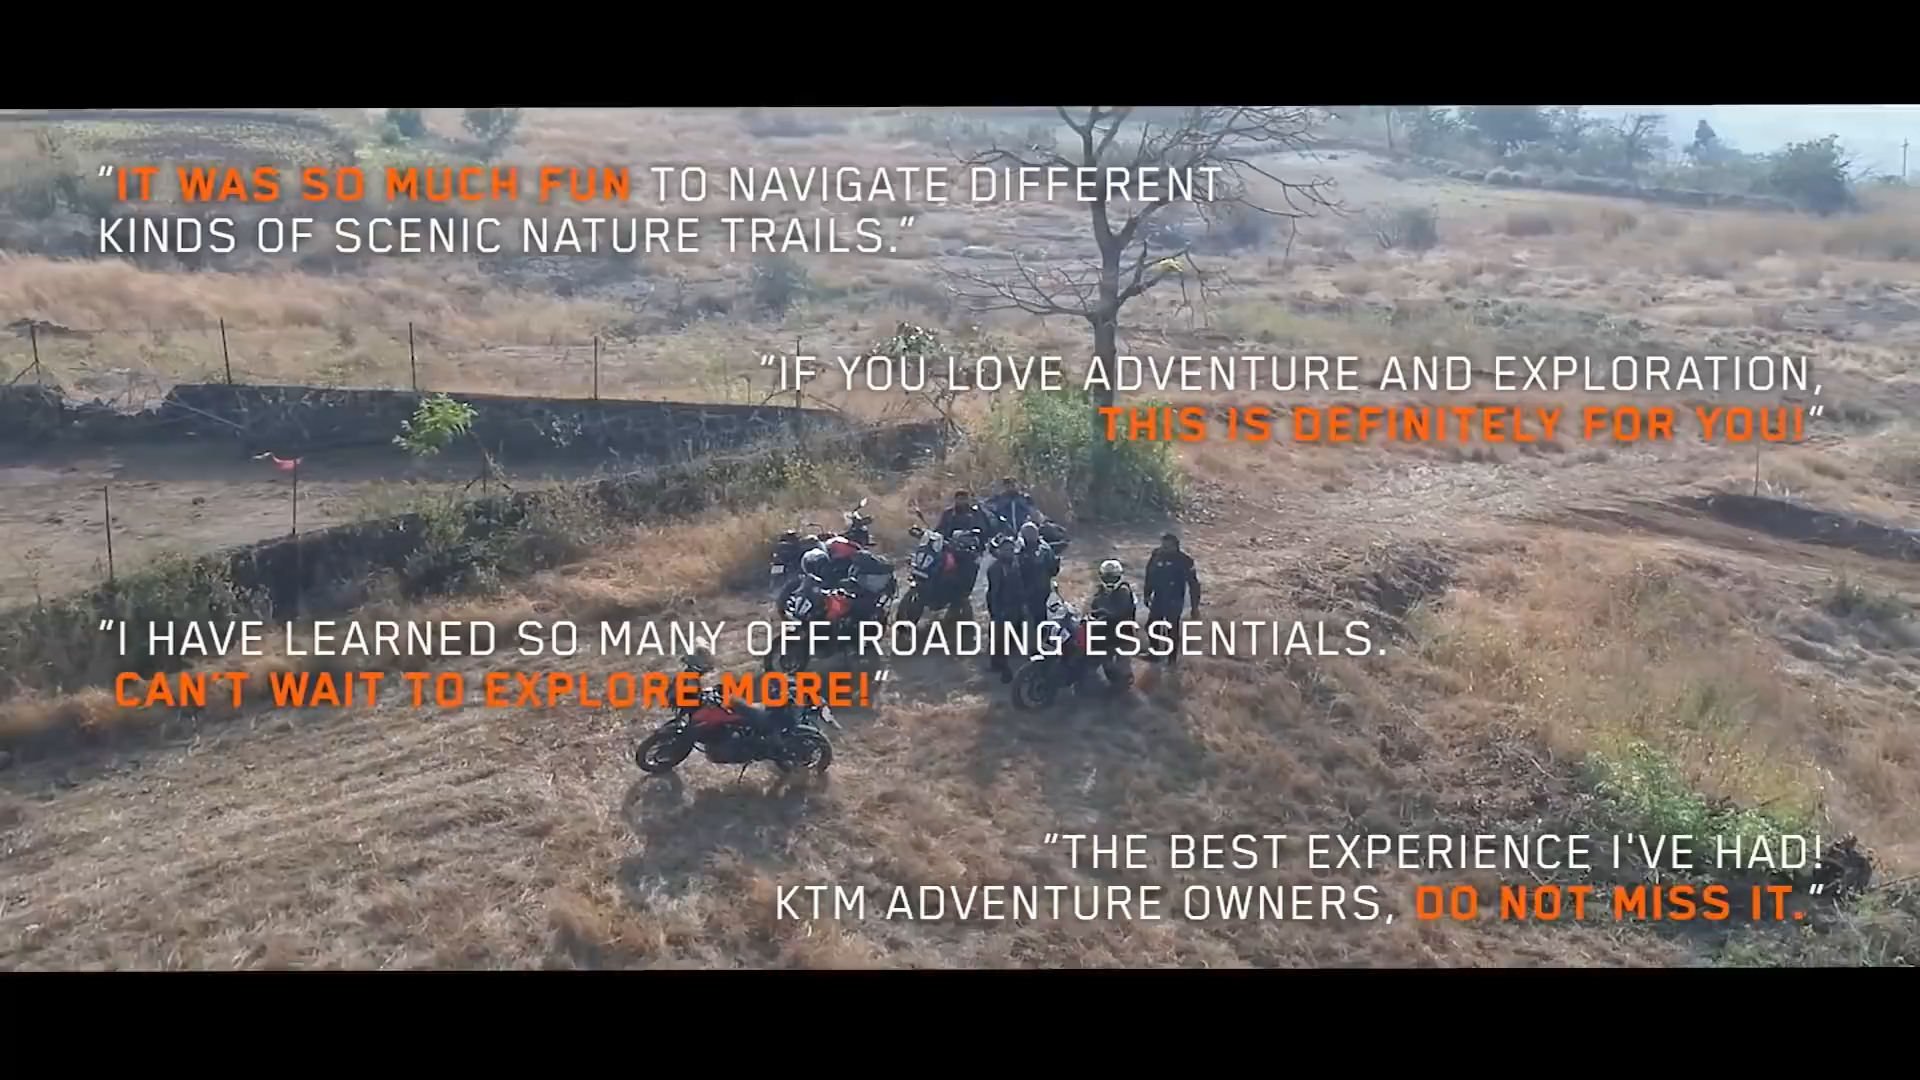 "IT WAS SO MUCH FUN TO NAVIGATE DIFFERENT
KINDS OF SCENIC NATURE TRAILS."
"IF YOU LOVE ADVENTURE AND EXPLORATION,
THIS IS DEFINITELY FOR YOU!"
"I HAVE LEARNED SO MANY OFF-ROADING ESSENTIALS.
CAN'T WAIT TO EXPLORE MORE!"
"THE BEST EXPERIENCE I'VE HAD!
KTM ADVENTURE OWNERS, DO NOT MISS IT."